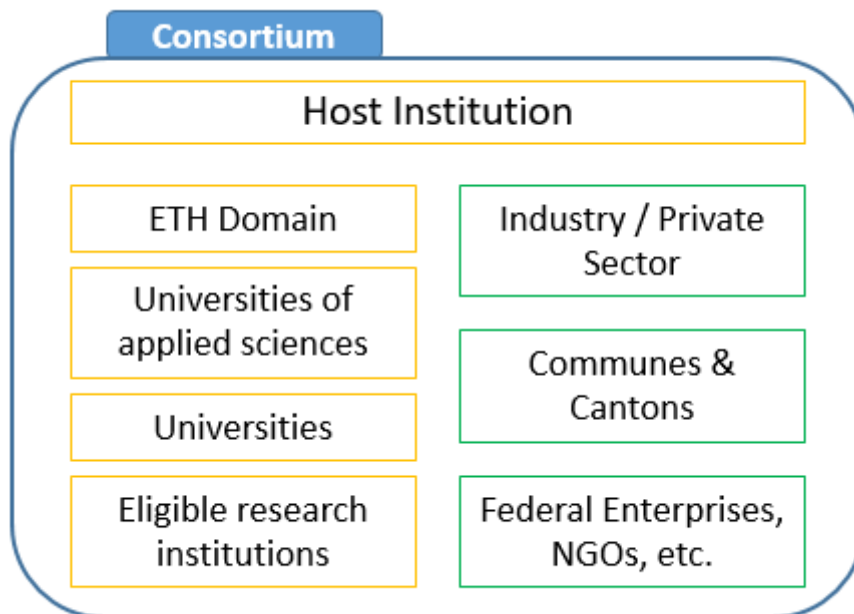 Consortium
Host Institution
ETH Domain
Universities of
applied sciences
Universities
Eligible research
institutions
Industry / Private
Sector
Communes &
Cantons
Federal Enterprises,
NGOs, etc.